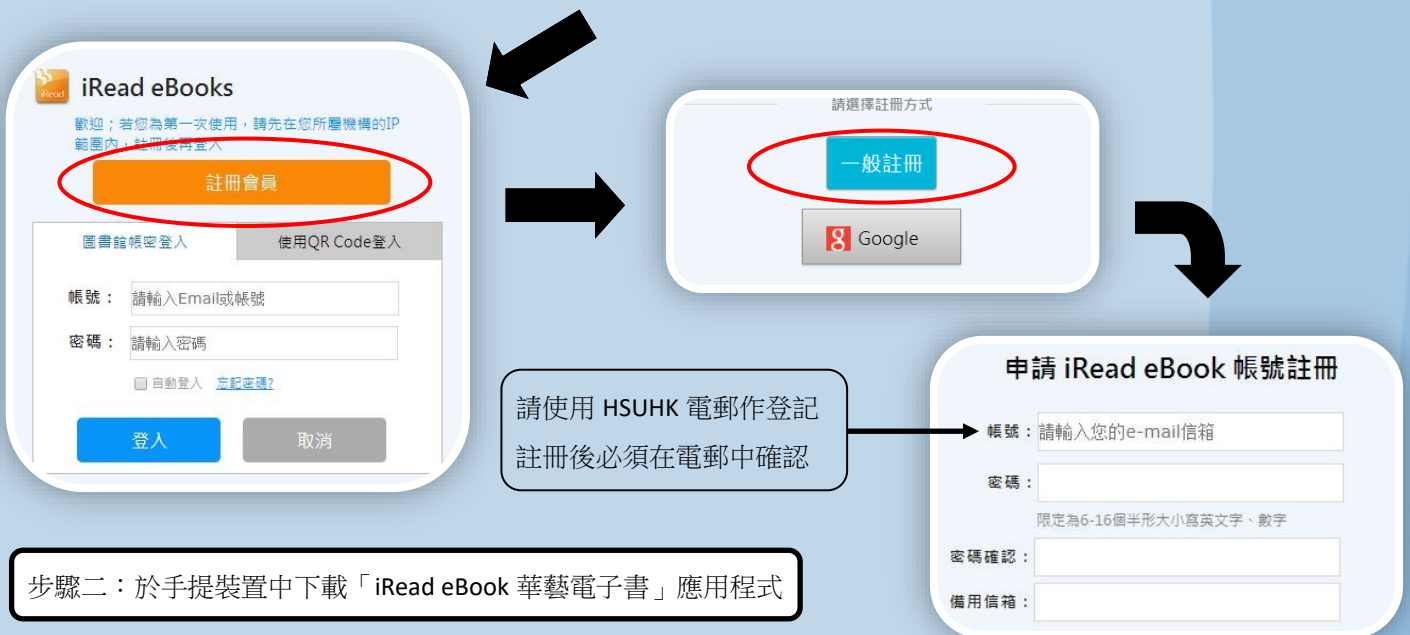 iRead
iRead eBooks
歡迎；若您為第一次使用，請先在您所屬機構的IP
範圍內，註冊後再登入
註冊會員
圖書館帳密登入
使用QR Code登入
帳號：
請輸入Email或帳號
密碼：
請輸入密碼
自動登入
忘記密碼?
登入
取消
請選擇註冊方式
一般註冊
g Google
請使用 HSUHK 電郵作登記
註冊後必須在電郵中確認
申請 iRead eBook 帳號註冊
帳號：
請輸入您的e-mail信箱
密碼：
限定為6-16個半形大小寫英文字、數字
密碼確認：
備用信箱：
步驟二：於手提裝置中下載「iRead eBook 華藝電子書」應用程式